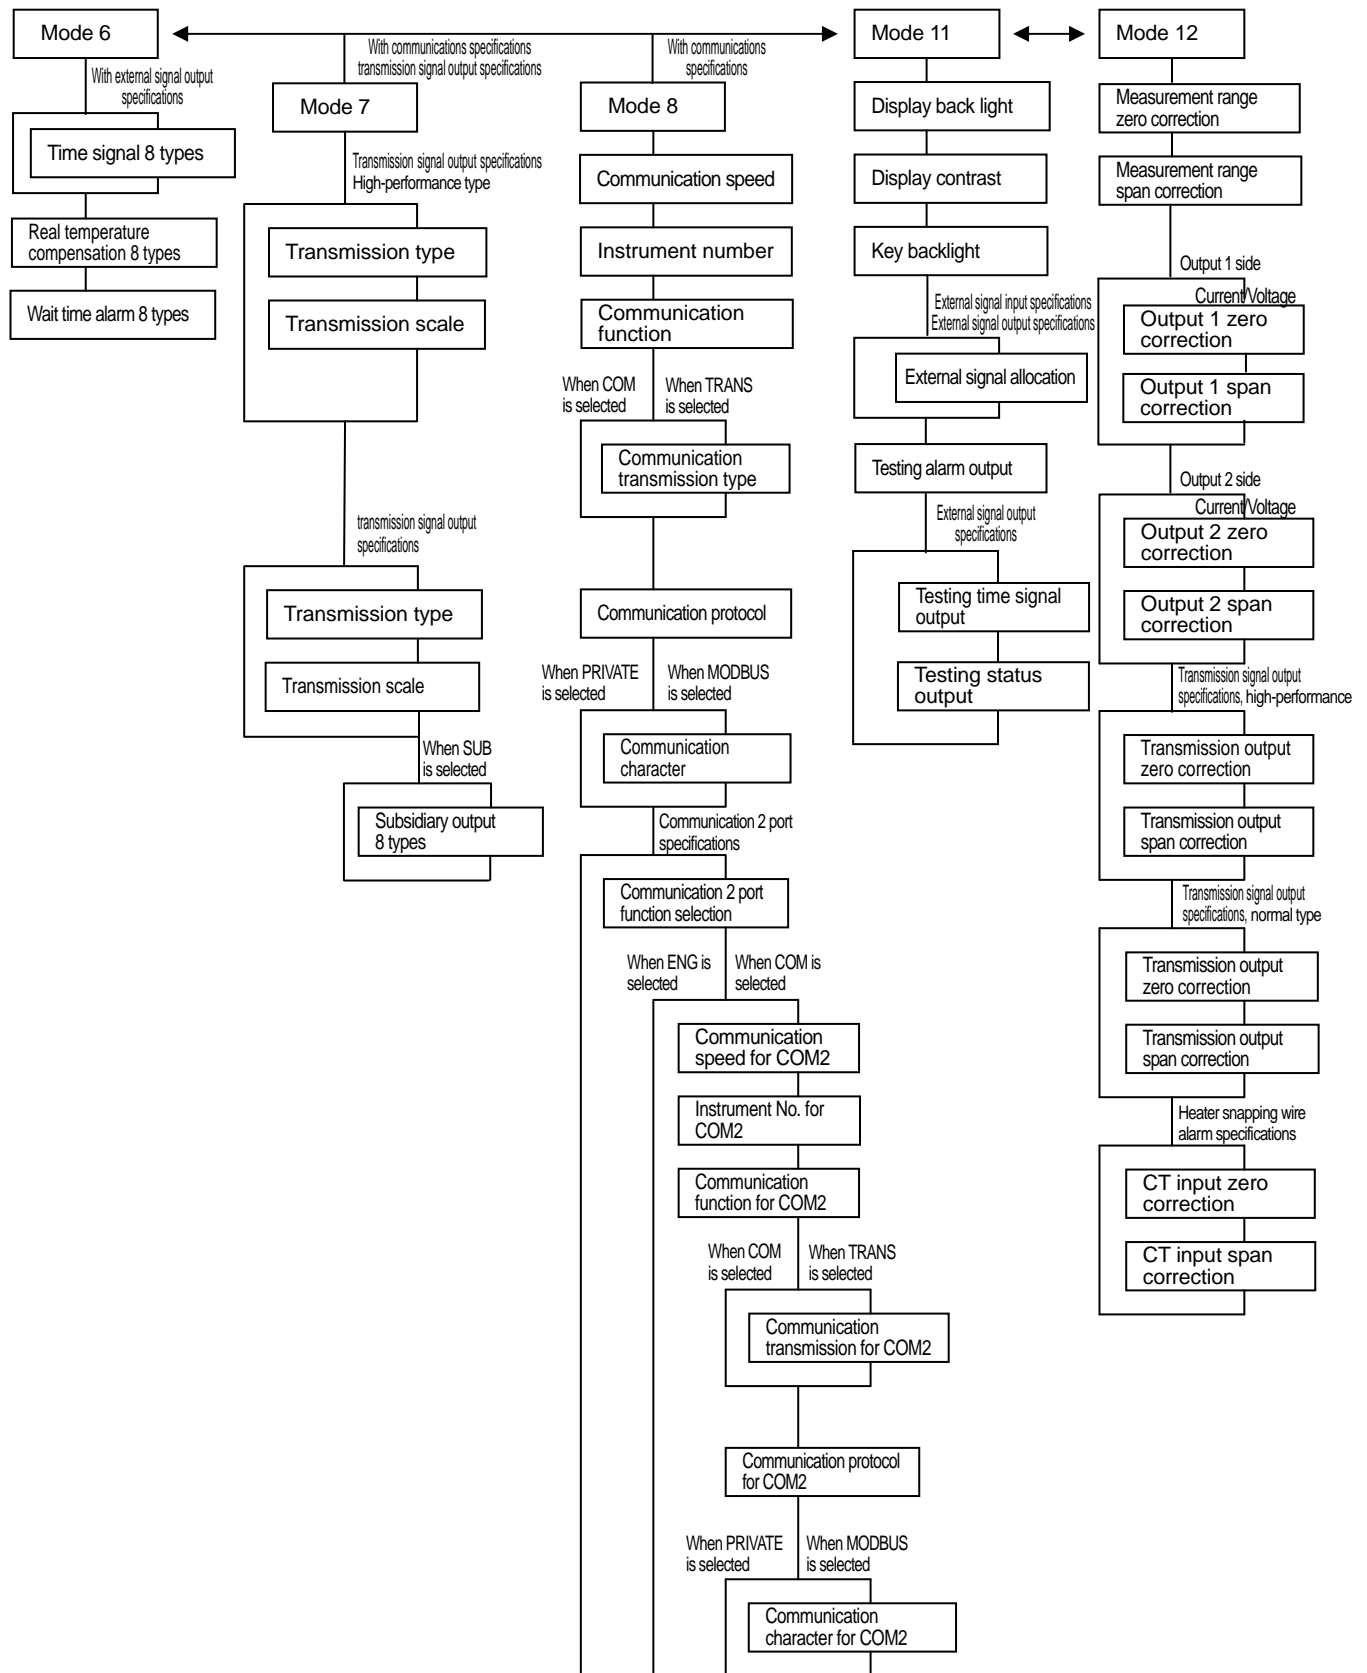 Mode 6
With external signal output
specifications
Time signal 8 types
Real temperature
compensation 8 types
Wait time alarm 8 types
With communications specifications
transmission signal output specifications
Mode 7
Transmission signal output specifications
High-performance type
Transmission type
Transmission scale
transmission signal output
specifications
Transmission type
Transmission scale
When SUB
is selected
Subsidiary output
8 types
With communications
specifications
Mode 8
Communication speed
Instrument number
Communication
function
When COM
is selected
When TRANS
is selected
Communication
transmission type
Communication protocol
When PRIVATE
is selected
When MODBUS
is selected
Communication
character
Communication 2 port
specifications
Communication 2 port
function selection
When ENG is
selected
When COM is
selected
Communication
speed for COM2
Instrument No. for
COM2
Communication
function for COM2
When COM
is selected
When TRANS
is selected
Communication
transmission for COM2
Communication protocol
for COM2
When PRIVATE
is selected
When MODBUS
is selected
Communication
character for COM2
Mode 11
Display back light
Display contrast
Key backlight
External signal input specifications
External signal output specifications
External signal allocation
Testing alarm output
External signal output
specifications
Testing time signal
output
Testing status
output
Mode 12
Measurement range
zero correction
Measurement range
span correction
Output 1 side
Current/Voltage
Output 1 zero
correction
Output 1 span
correction
Output 2 side
Current/Voltage
Output 2 zero
correction
Output 2 span
correction
Transmission signal output
specifications, high-performance
Transmission output
zero correction
Transmission output
span correction
Transmission signal output
specifications, normal type
Transmission output
zero correction
Transmission output
span correction
Heater snapping wire
alarm specifications
CT input zero
correction
CT input span
correction